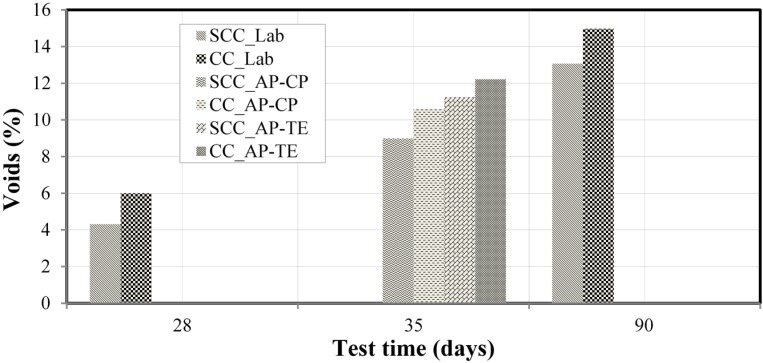 16
14
12
10
8
6
4
2
0
Voids (%)
SCC_Lab
CC_Lab
SCC_AP-CP
CC_AP-CP
SCC_AP-TE
CC_AP-TE
28 35 90
Test time (days)